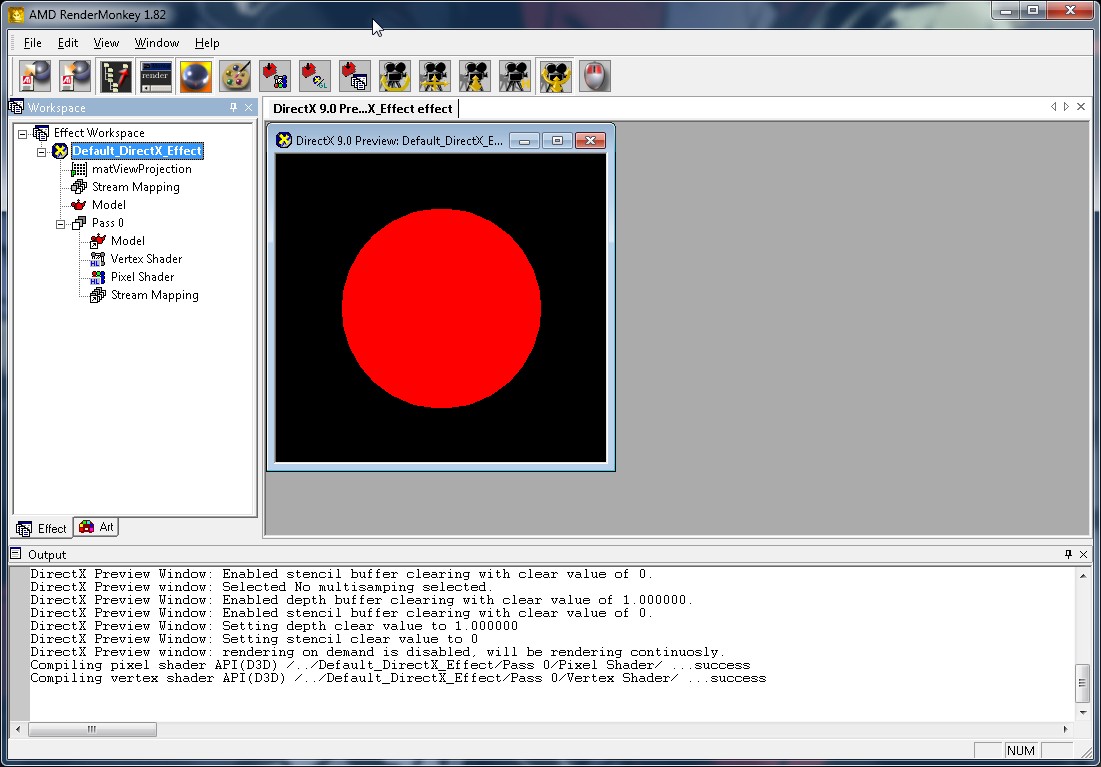 AMD RenderMonkey 1.82
File Edit View Window Help
render
Workspace
DirectX 9.0 Pre...X_Effect effect
Effect Workspace
Default_DirectX_Effect
matViewProjection
Stream Mapping
Model
Pass 0
Model
Vertex Shader
Pixel Shader
Stream Mapping
DirectX 9.0 Preview: Default_DirectX_E...
Effect Art
Output
DirectX Preview Window: Enabled stencil buffer clearing with clear value of 0.
DirectX Preview Window: Selected No multisamping selected.
DirectX Preview Window: Enabled depth buffer clearing with clear value of 1.000000.
DirectX Preview Window: Enabled stencil buffer clearing with clear value of 0.
DirectX Preview Window: Setting depth clear value to 1.000000
DirectX Preview Window: Setting stencil clear value to 0
DirectX Preview Window: rendering on demand is disabled, will be rendering continuosly.
Compiling pixel shader API(D3D) /../Default_DirectX_Effect/Pass 0/Pixel Shader/ ...success
Compiling vertex shader API(D3D) /../Default_DirectX_Effect/Pass 0/Vertex Shader/ ...success
NUM